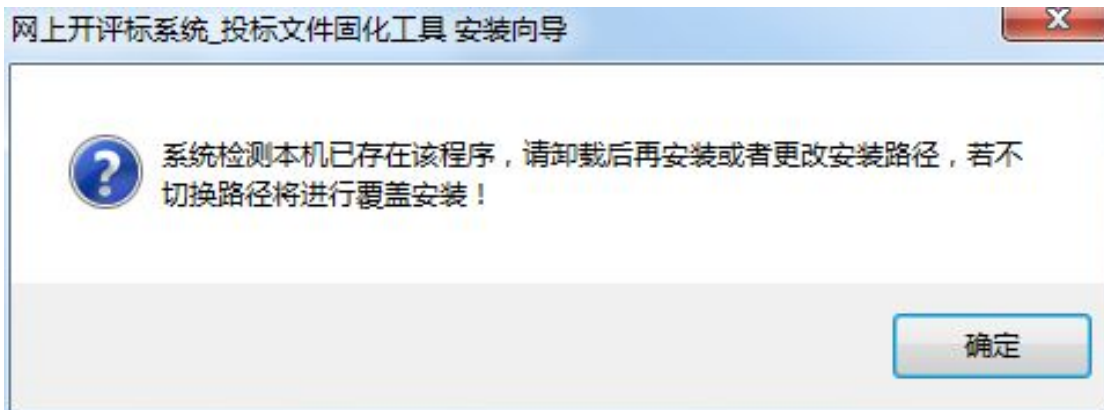 网上开评标系统_投标文件固化工具 安装向导
系统检测本机已存在该程序，请卸载后再安装或者更改安装路径，若不
切换路径将进行覆盖安装！
确定